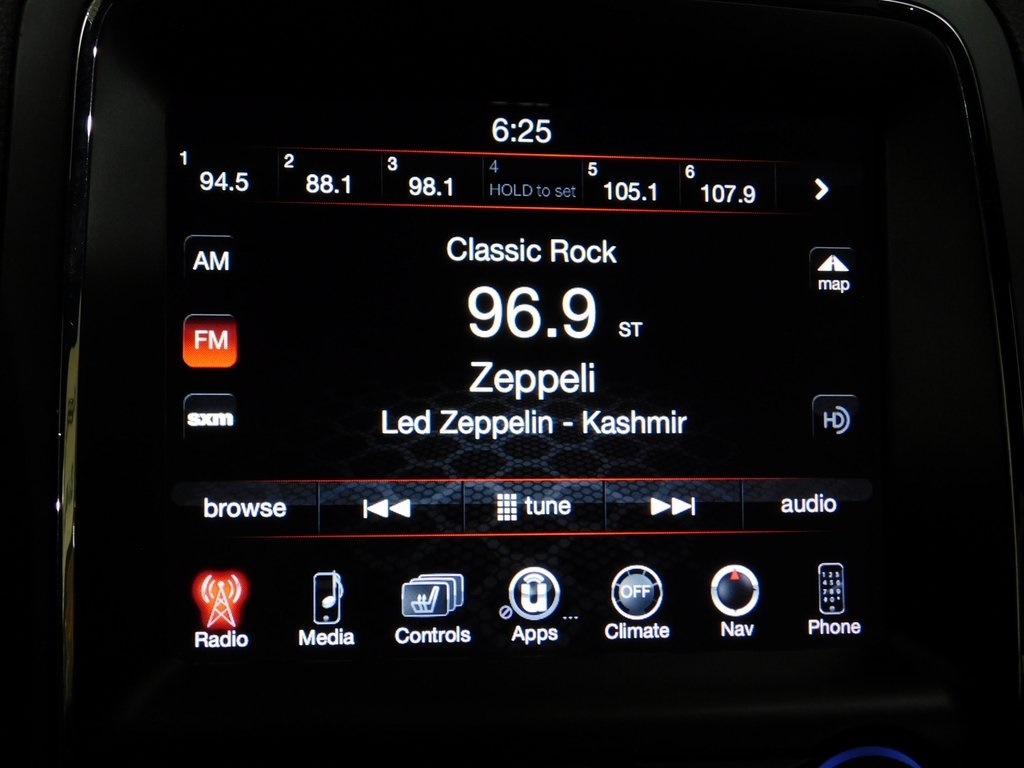 6:25
1 94.5 2 88.1 3 98.1 4 HOLD to set 5 105.1 6 107.9
Classic Rock
AM
map
96.9 ST
FM
Zeppeli
sxm
Led Zeppelin - Kashmir
HD
browse tune audio
OFF
Radio Media Controls Apps ... Climate Nav Phone